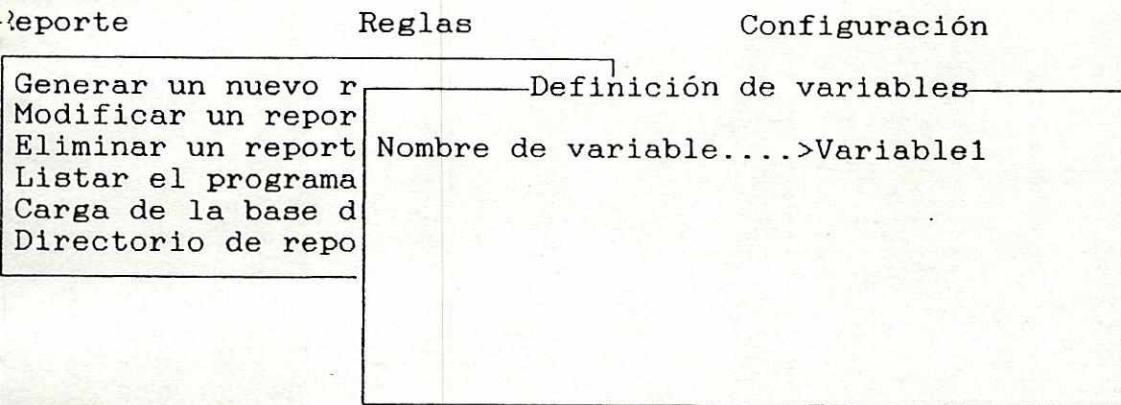 Reporte Reglas Configuración
Generar un nuevo r
Definición de variables
Modificar un repor
Eliminar un report
Nombre de variable....>Variable1
Listar el programa
Carga de la base d
Directorio de repo